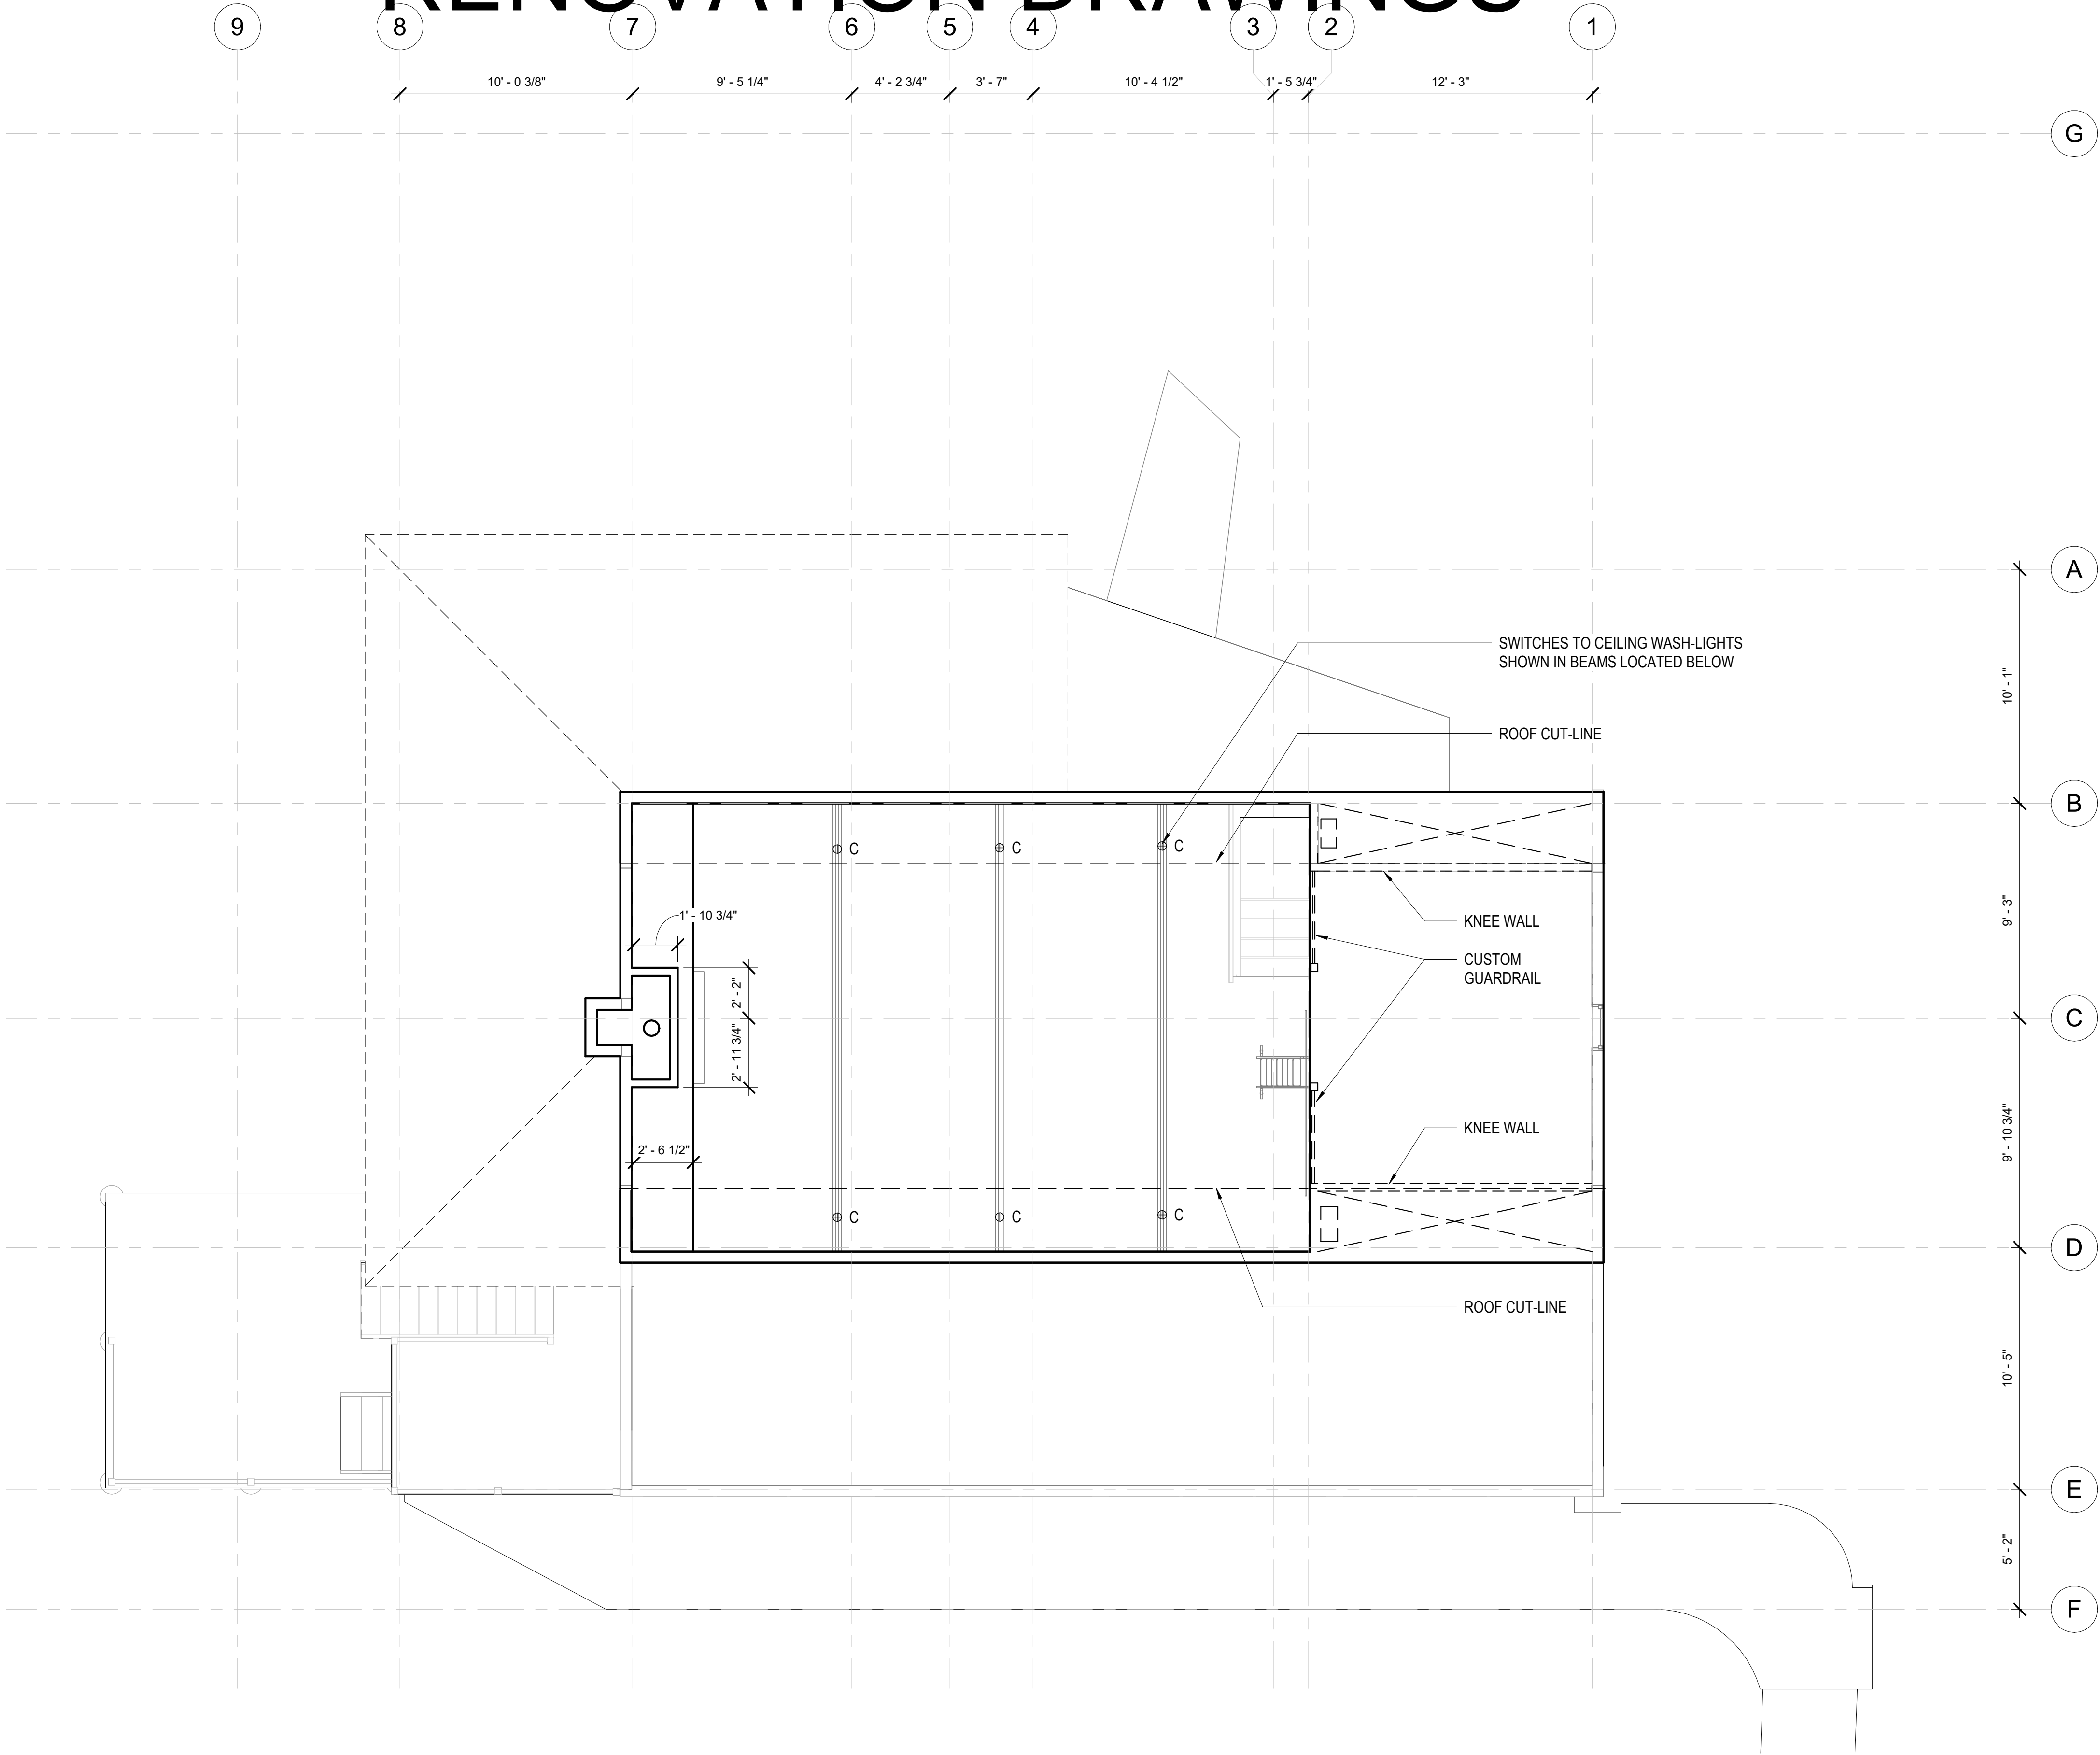 RENOVATION DRAWINGS
9
8
7
6
5
4
3
2
1
10' - 0 3/8"
9' - 5 1/4"
4' - 2 3/4"
3' - 7"
10' - 4 1/2"
1' - 5 3/4"
12' - 3"
G
A
SWITCHES TO CEILING WASH-LIGHTS
SHOWN IN BEAMS LOCATED BELOW
10' - 1"
ROOF CUT-LINE
B
C
C
C
1' - 10 3/4"
KNEE WALL
9' - 3"
CUSTOM
GUARDRAIL
2' - 2"
C
2' - 11 3/4"
KNEE WALL
9' - 10 3/4"
2' - 6 1/2"
C
C
C
D
ROOF CUT-LINE
10' - 5"
E
5' - 2"
F